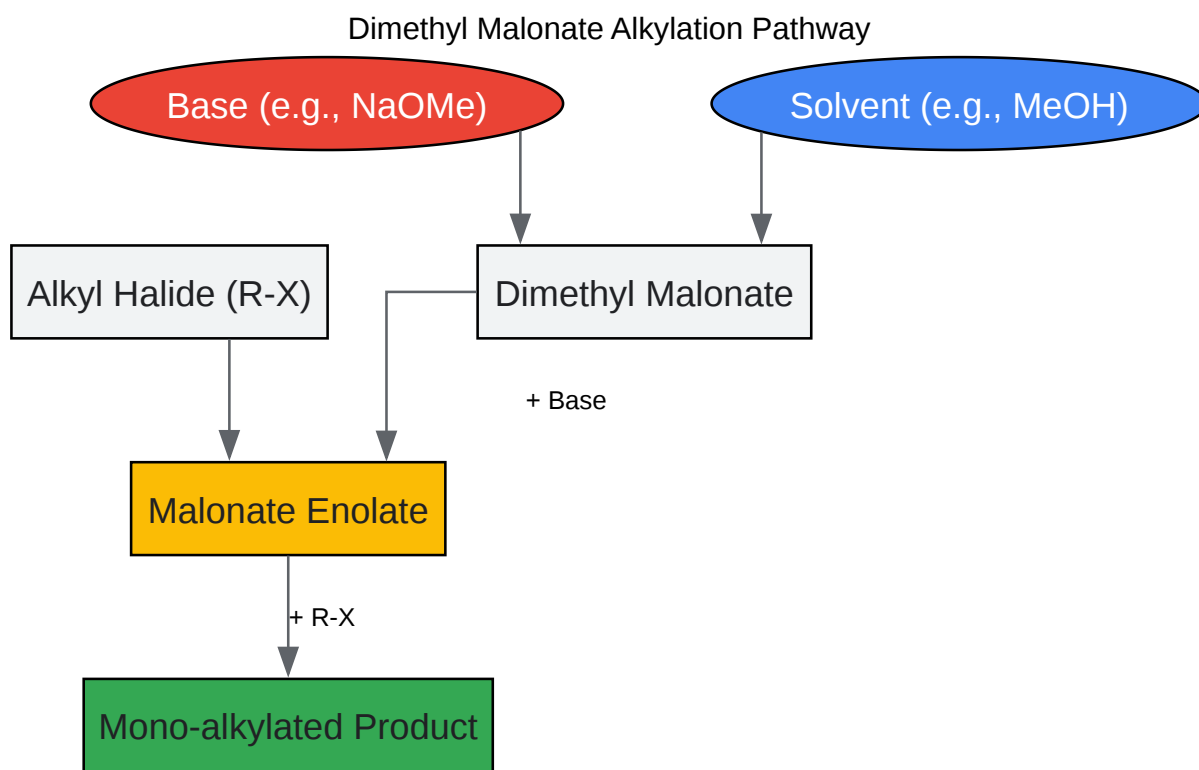 Dimethyl Malonate Alkylation Pathway
Base (e.g., NaOMe)
Solvent (e.g., MeOH)
Alkyl Halide (R-X)
Dimethyl Malonate
+ Base
Malonate Enolate
+ R-X
Mono-alkylated Product